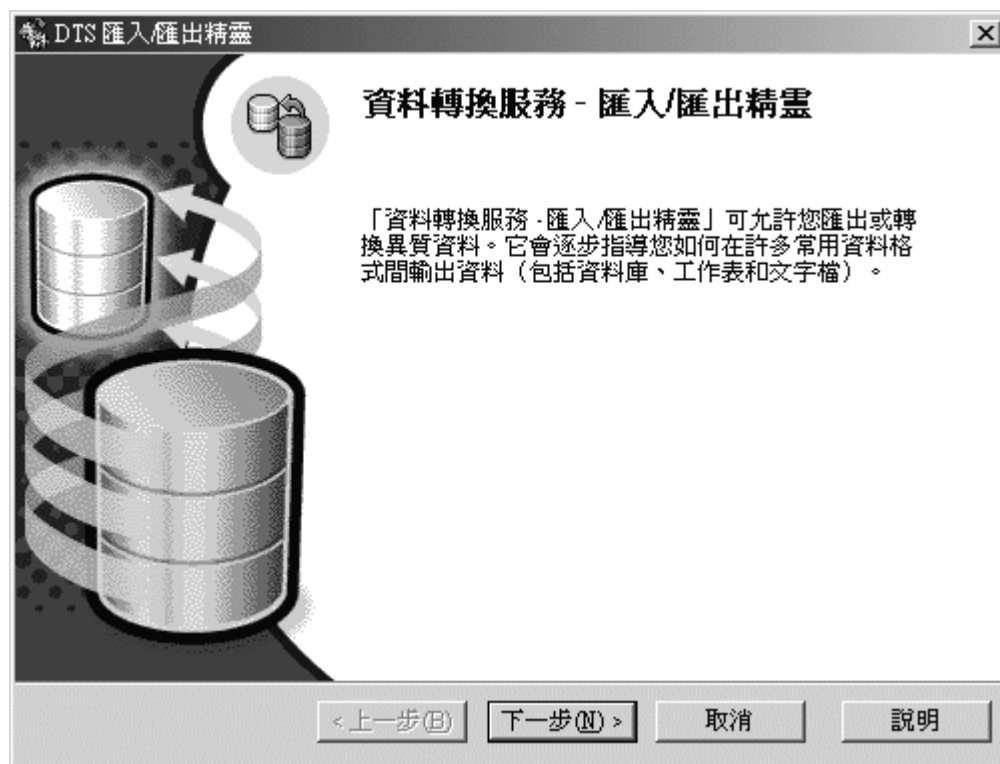 DTS 匯入/匯出精靈
資料轉換服務 - 匯入/匯出精靈
「資料轉換服務 - 匯入/匯出精靈」可允許您匯出或轉
換異質資料。它會逐步指導您如何在許多常用資料格
式間輸出資料（包括資料庫、工作表和文字檔）。
< 上一步(B)
下一步(N) >
取消
說明